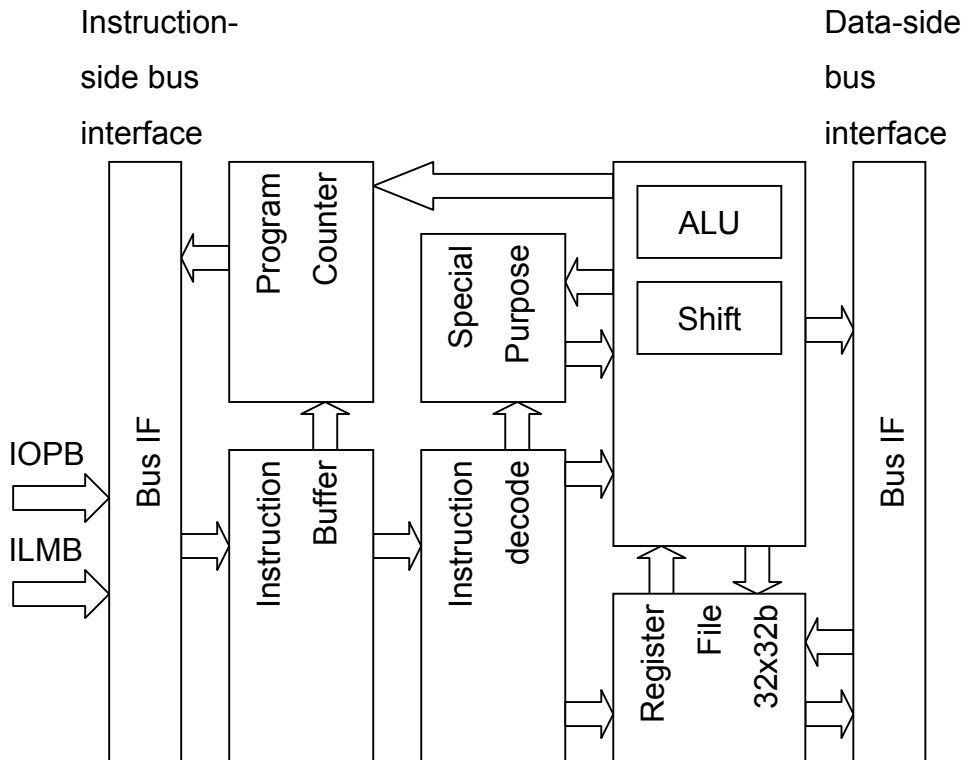 Instruction-
side bus
interface
Data-side
bus
interface
Program
Counter
Special
Purpose
ALU
Shift
IOPB
ILMB
Bus IF
Instruction
Buffer
Instruction
decode
Register
File
32x32b
Bus IF